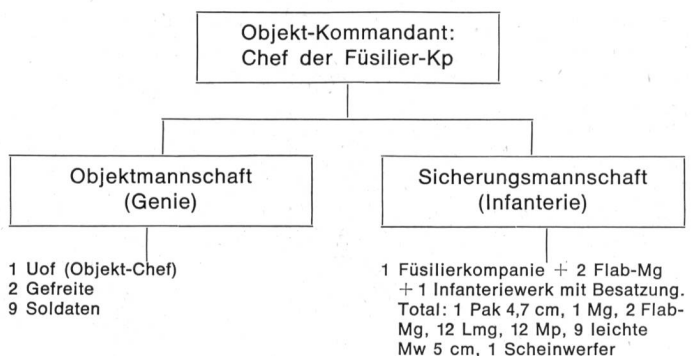 Objekt-Kommandant:
Chef der Füsilier-Kp
Objektmannschaft
(Genie)
1 Uof (Objekt-Chef)
2 Gefreite
9 Soldaten
Sicherungsmannschaft
(Infanterie)
1 Füsilierkompanie + 2 Flab-Mg
+ 1 Infanteriewerk mit Besatzung.
Total: 1 Pak 4,7 cm, 1 Mg, 2 Flab-
Mg, 12 Lmg, 12 Mp, 9 leichte
Mw 5 cm, 1 Scheinwerfer